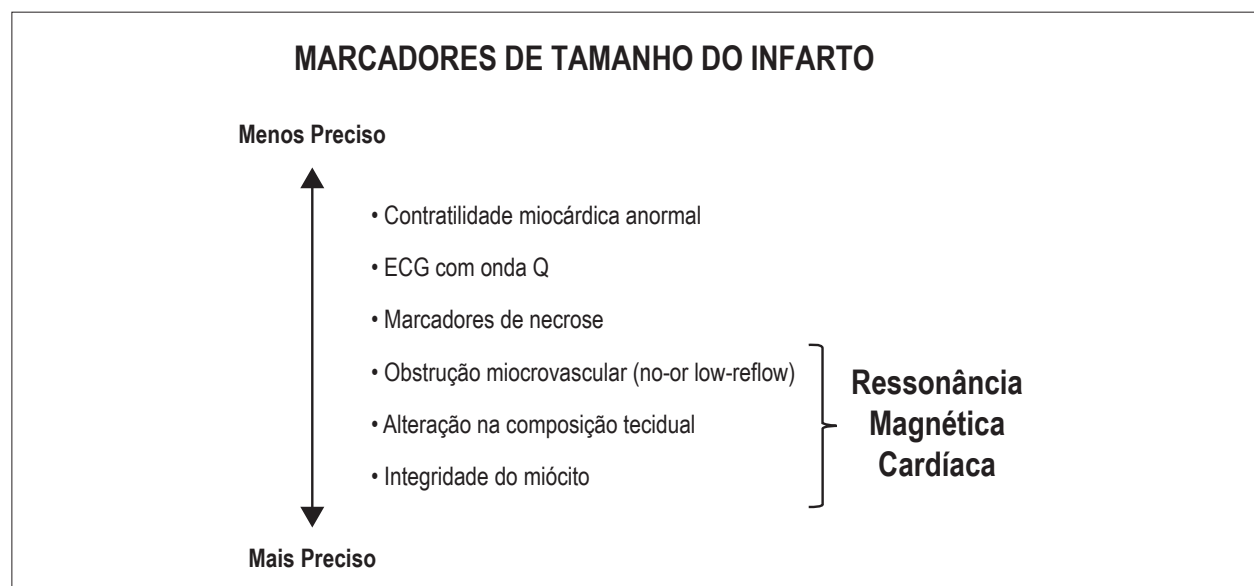 MARCADORES DE TAMANHO DO INFARTO
Menos Preciso
• Contratilidade miocárdica anormal
• ECG com onda Q
• Marcadores de necrose
• Obstrução miocrovascular (no-or low-reflow)
• Alteração na composição tecidual
• Integridade do miócito
Ressonância
Magnética
Cardíaca
Mais Preciso